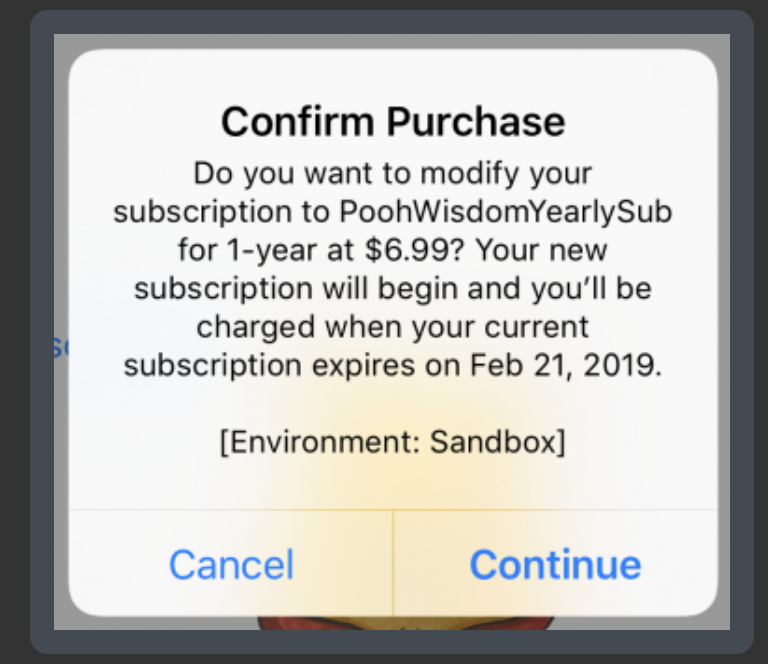 Confirm Purchase
Do you want to modify your
subscription to PoohWisdomYearlySub
for 1-year at $6.99? Your new
subscription will begin and you’ll be
charged when your current
subscription expires on Feb 21, 2019.
[Environment: Sandbox]
Cancel
Continue